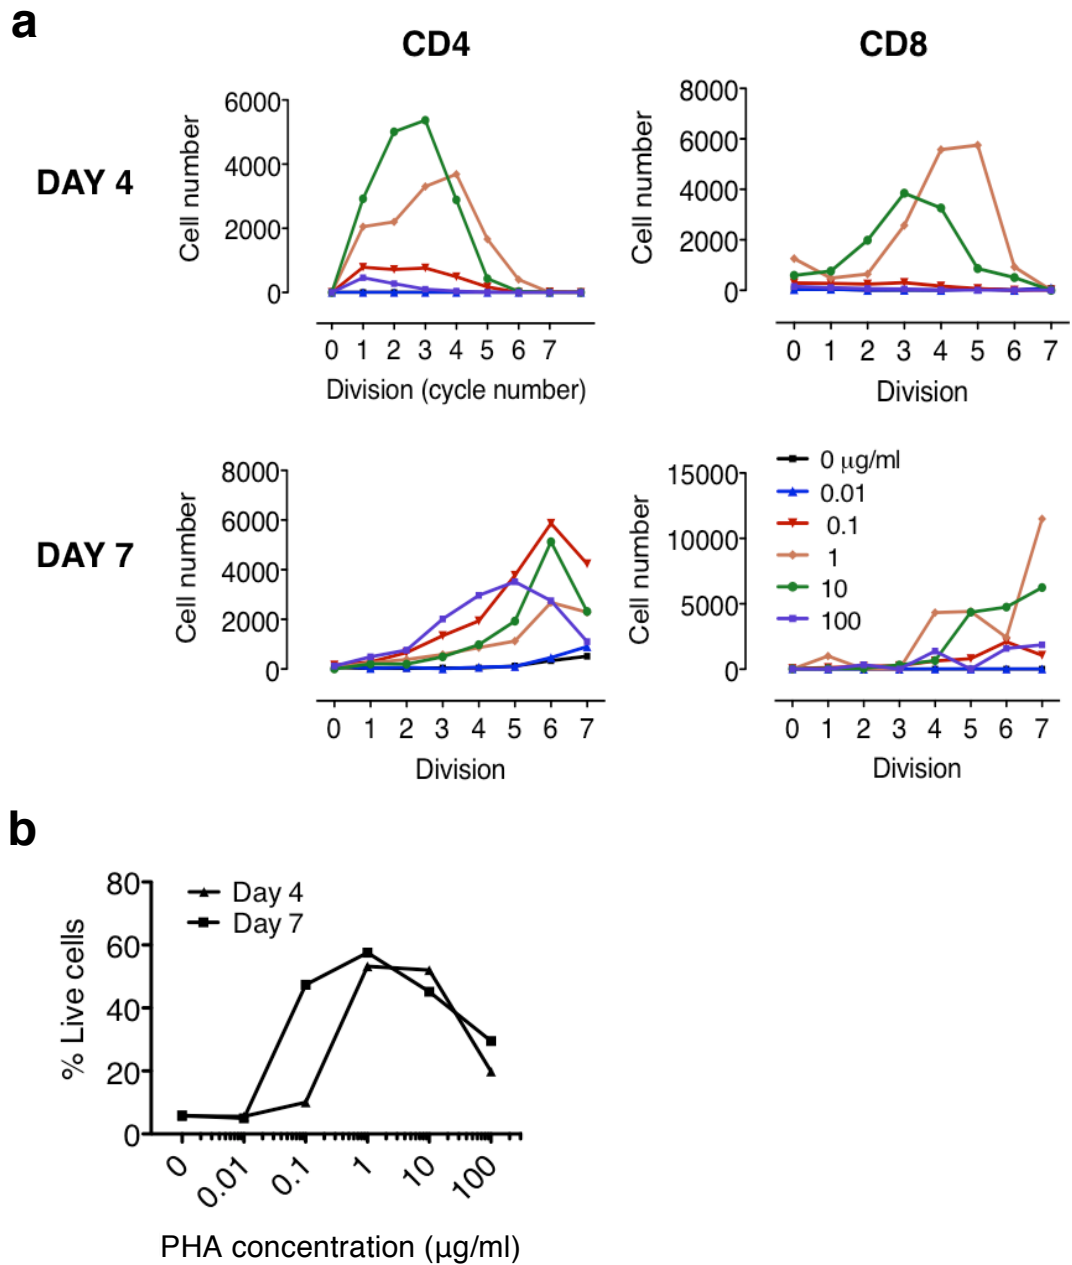 a
CD4
CD8
DAY 4
Cell number
6000
4000
2000
0
0 1 2 3 4 5 6 7
Division (cycle number)
Cell number
8000
6000
4000
2000
0
0 1 2 3 4 5 6 7
Division
DAY 7
Cell number
8000
6000
4000
2000
0
0 1 2 3 4 5 6 7
Division
Cell number
15000
10000
5000
0
0 μg/ml
0.01
0.1
1
10
100
0 1 2 3 4 5 6 7
Division
b
% Live cells
80
60
40
20
0
Day 4
Day 7
0 0.01 0.1 1 10 100
PHA concentration (μg/ml)